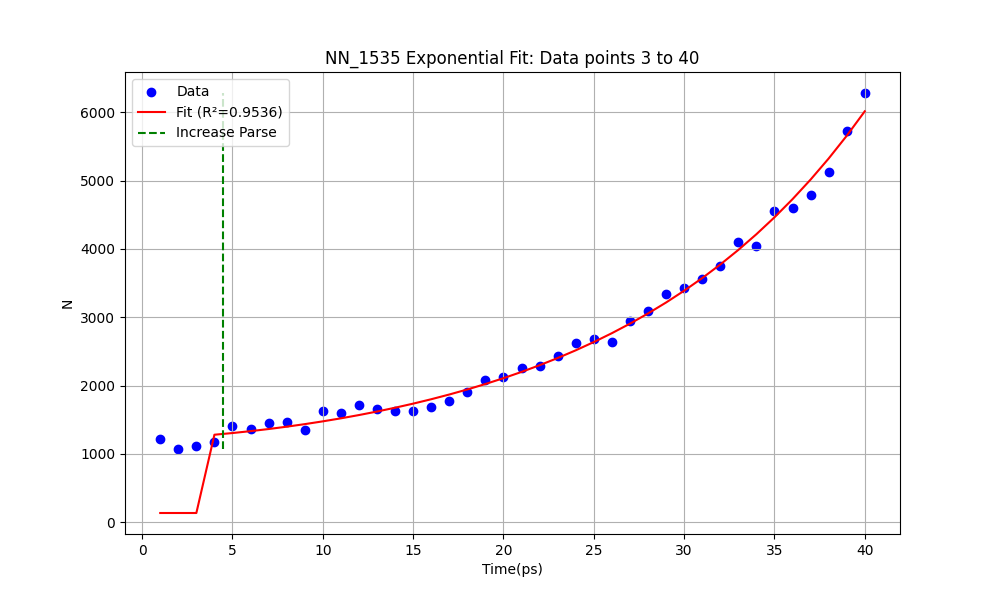 NN_1535 Exponential Fit: Data points 3 to 40
Data
Fit (R²=0.9536)
Increase Parse
6000
5000
4000
3000
2000
1000
0
N
0 5 10 15 20 25 30 35 40
Time(ps)